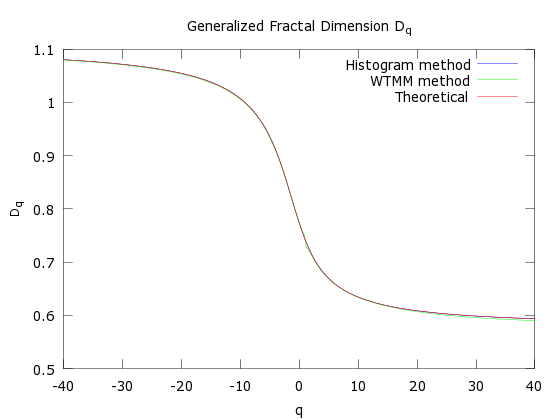 Generalized Fractal Dimension Dq
1.1
1
0.9
0.8
0.7
0.6
0.5
Dq
Histogram method
WTMM method
Theoretical
-40 -30 -20 -10 0 10 20 30 40
q